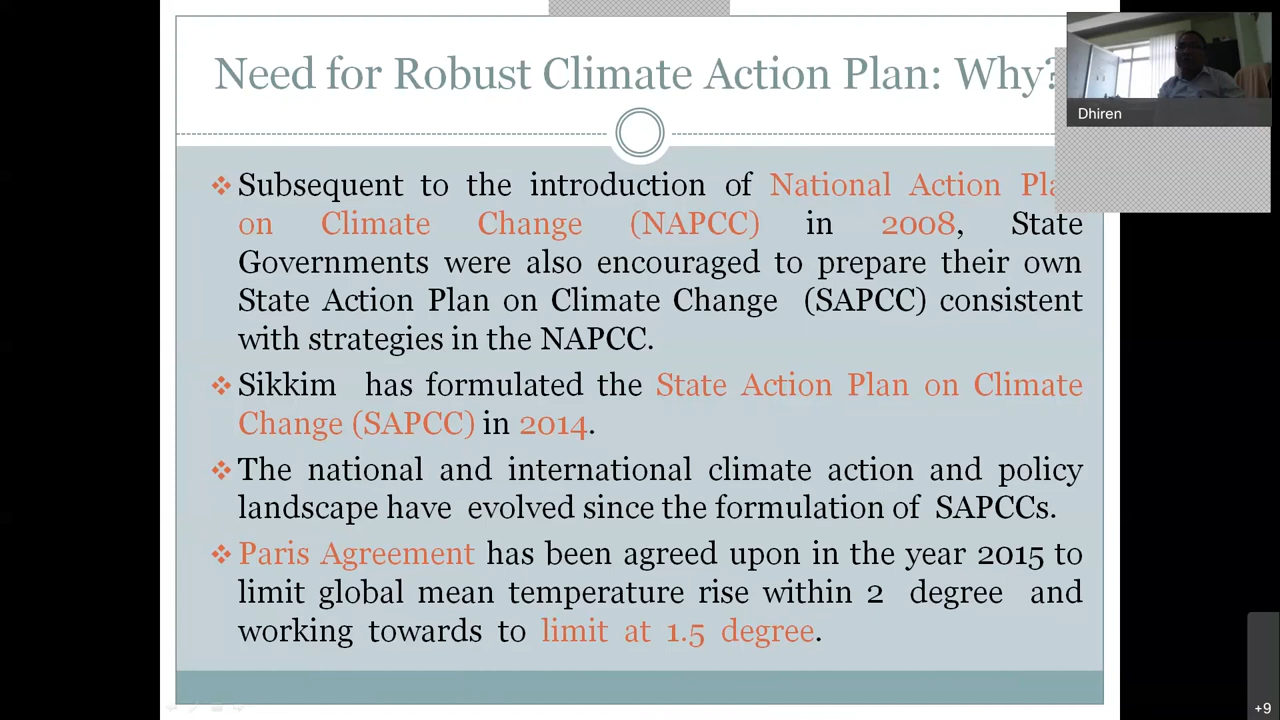 Need for Robust Climate Action Plan: Why?
Dhiren
❖ Subsequent to the introduction of National Action
on Climate Change (NAPCC) in 2008, State
Governments were also encouraged to prepare their own
State Action Plan on Climate Change (SAPCC) consistent
with strategies in the NAPCC.
❖ Sikkim has formulated the State Action Plan on Climate
Change (SAPCC) in 2014.
❖ The national and international climate action and policy
landscape have evolved since the formulation of SAPCCs.
❖ Paris Agreement has been agreed upon in the year 2015 to
limit global mean temperature rise within 2 degree and
working towards to limit at 1.5 degree.
+9